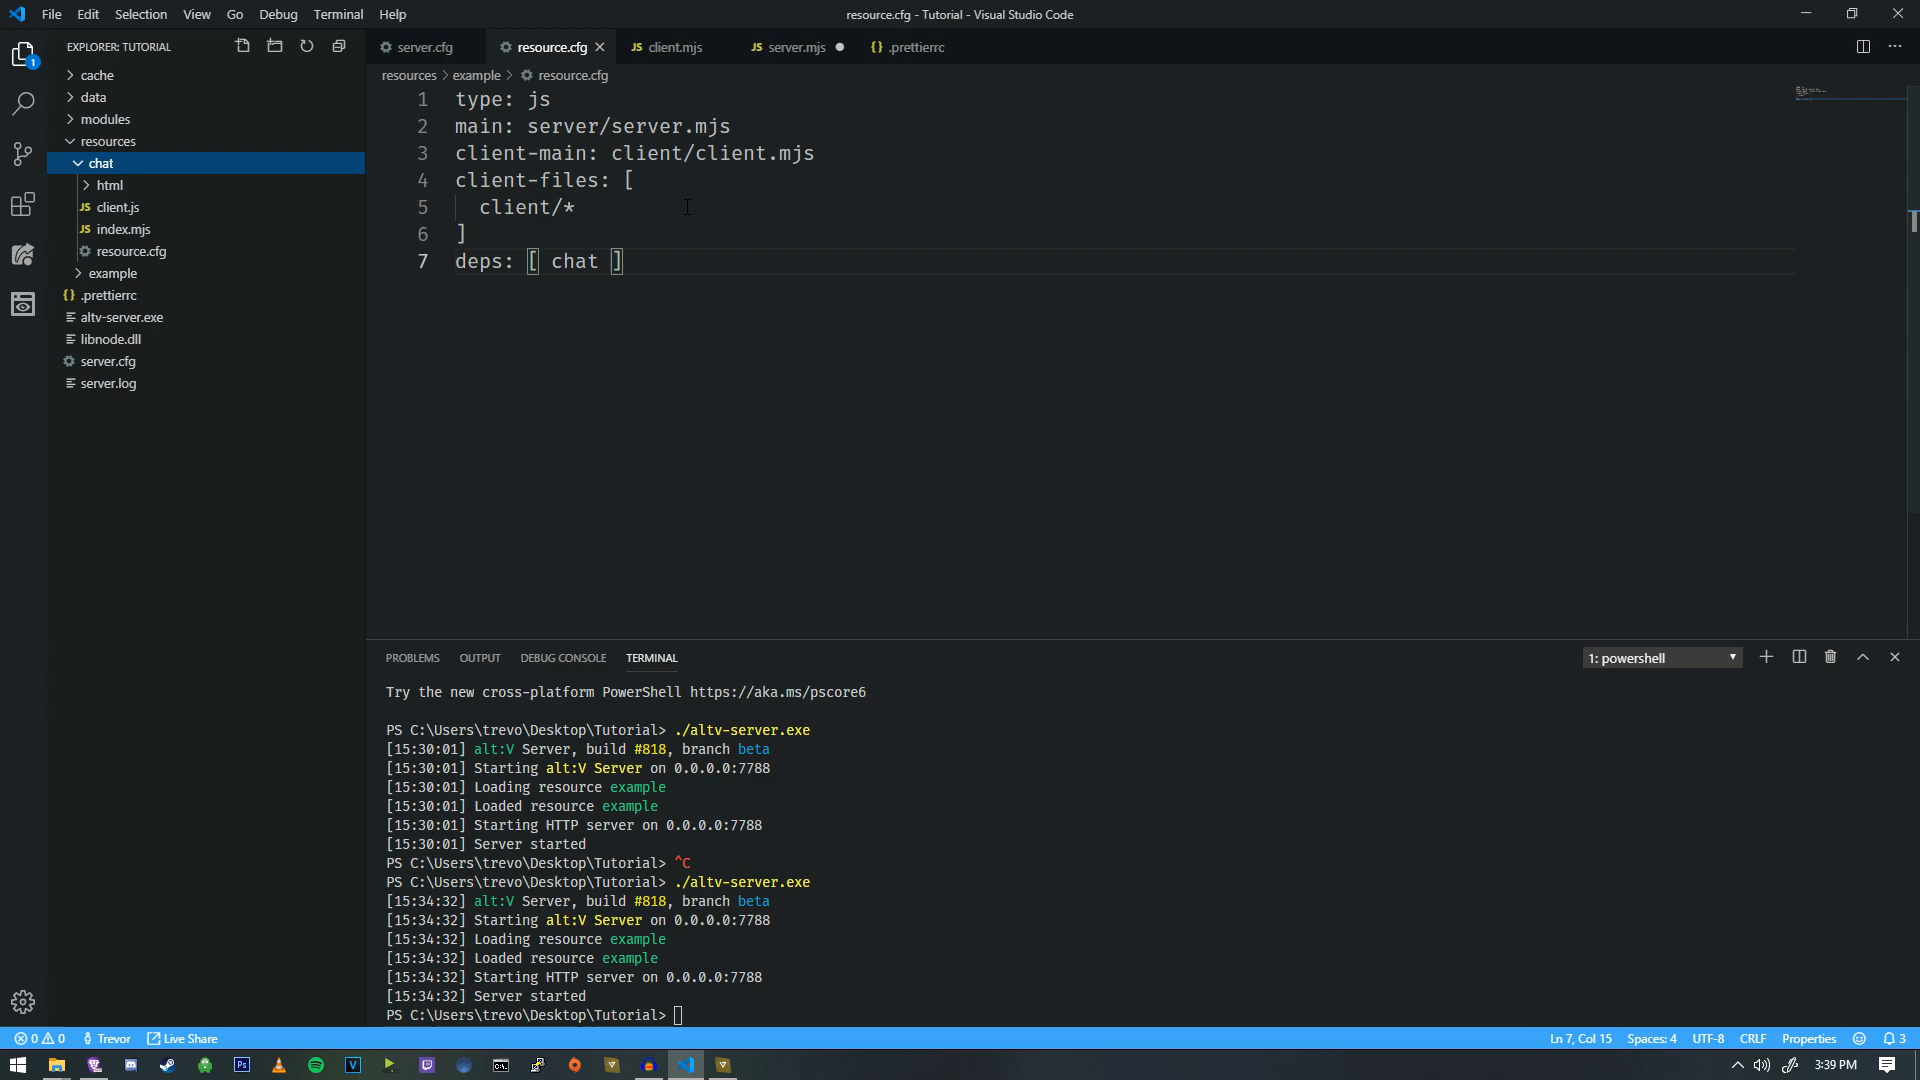 File Edit Selection View Go Debug Terminal Help
resource.cfg - Tutorial - Visual Studio Code
EXPLORER: TUTORIAL
cache
data
modules
resources
chat
html
JS client.js
JS index.mjs
resource.cfg
example
{} .prettierrc
altv-server.exe
libnode.dll
server.cfg
server.log
server.cfg
resource.cfg
JS client.mjs
JS server.mjs
{} .prettierrc
resources > example > resource.cfg
1 type: js
2 main: server/server.mjs
3 client-main: client/client.mjs
4 client-files: [
5 client/*
6 ]
7 deps: [ chat ]
PROBLEMS OUTPUT DEBUG CONSOLE TERMINAL
1: powershell
Try the new cross-platform PowerShell https://aka.ms/pscore6
PS C:\Users\trevo\Desktop\Tutorial> ./altv-server.exe
[15:30:01] alt:V Server, build #818, branch beta
[15:30:01] Starting alt:V Server on 0.0.0.0:7788
[15:30:01] Loading resource example
[15:30:01] Loaded resource example
[15:30:01] Starting HTTP server on 0.0.0.0:7788
[15:30:01] Server started
PS C:\Users\trevo\Desktop\Tutorial> ^C
PS C:\Users\trevo\Desktop\Tutorial> ./altv-server.exe
[15:34:32] alt:V Server, build #818, branch beta
[15:34:32] Starting alt:V Server on 0.0.0.0:7788
[15:34:32] Loading resource example
[15:34:32] Loaded resource example
[15:34:32] Starting HTTP server on 0.0.0.0:7788
[15:34:32] Server started
PS C:\Users\trevo\Desktop\Tutorial>
0 0 Trevor Live Share
Ln 7, Col 15 Spaces: 4 UTF-8 CRLF Properties 3
3:39 PM